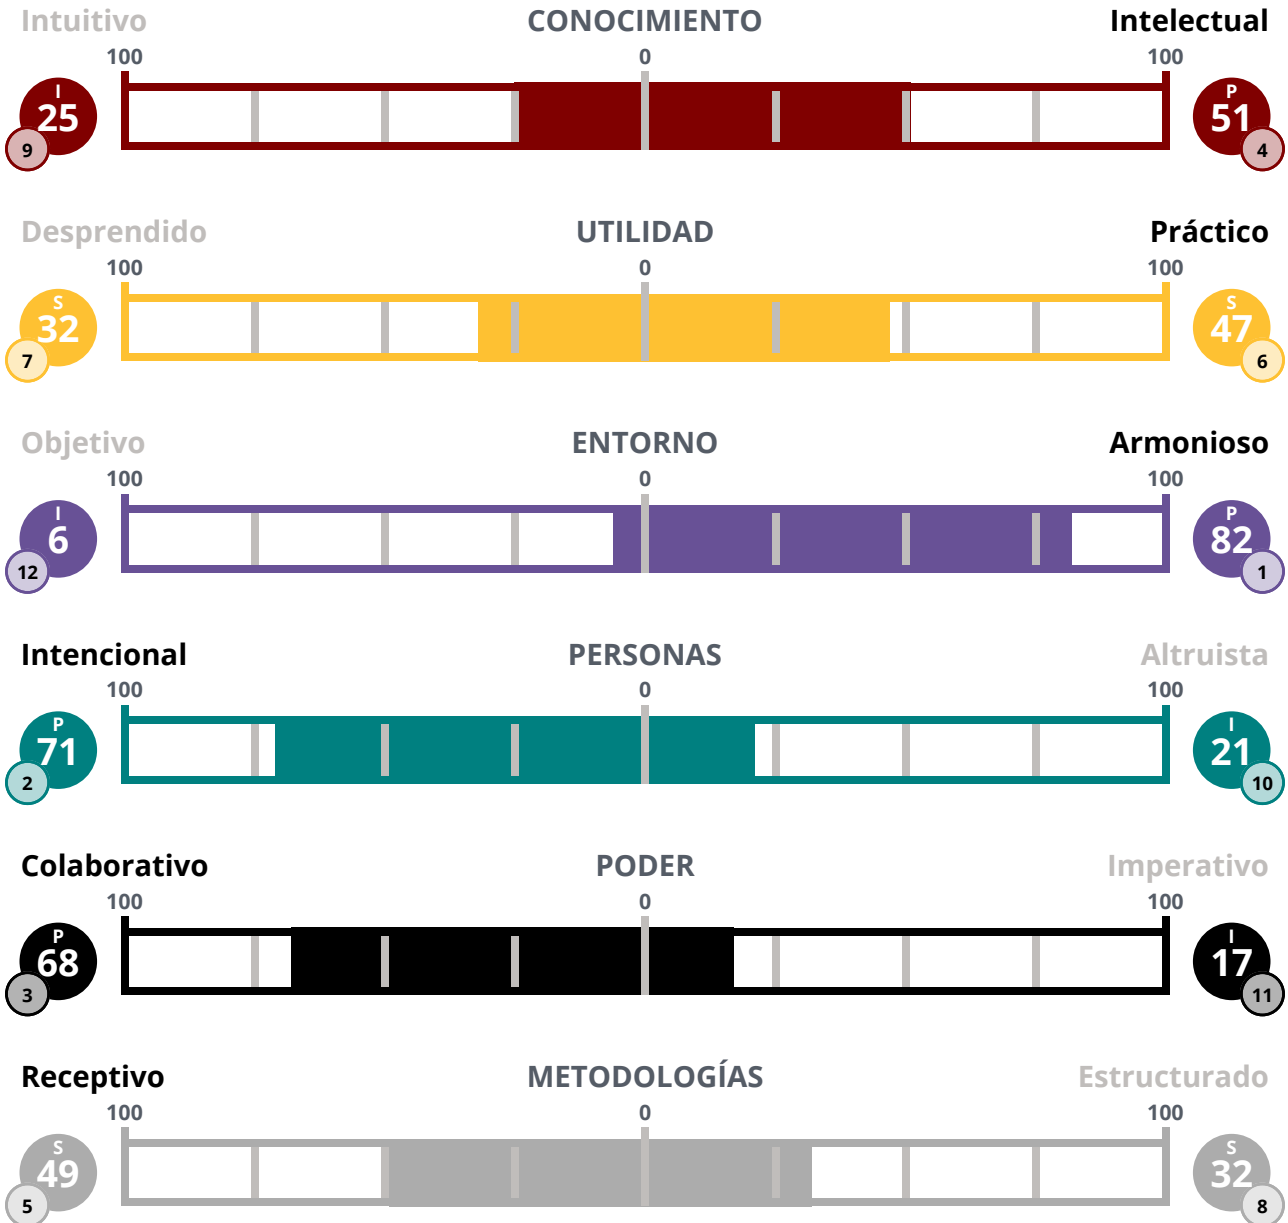 Intuitivo CONOCIMIENTO Intelectual
100 0 100
I P
25 51
9 4
Desprendido UTILIDAD Práctico
100 0 100
S S
32 47
7 6
Objetivo ENTORNO Armonioso
100 0 100
I P
6 82
12 1
Intencional PERSONAS Altruista
100 0 100
P I
71 21
2 10
Colaborativo PODER Imperativo
100 0 100
P I
68 17
3 11
Receptivo METODOLOGÍAS Estructurado
100 0 100
S S
49 32
5 8